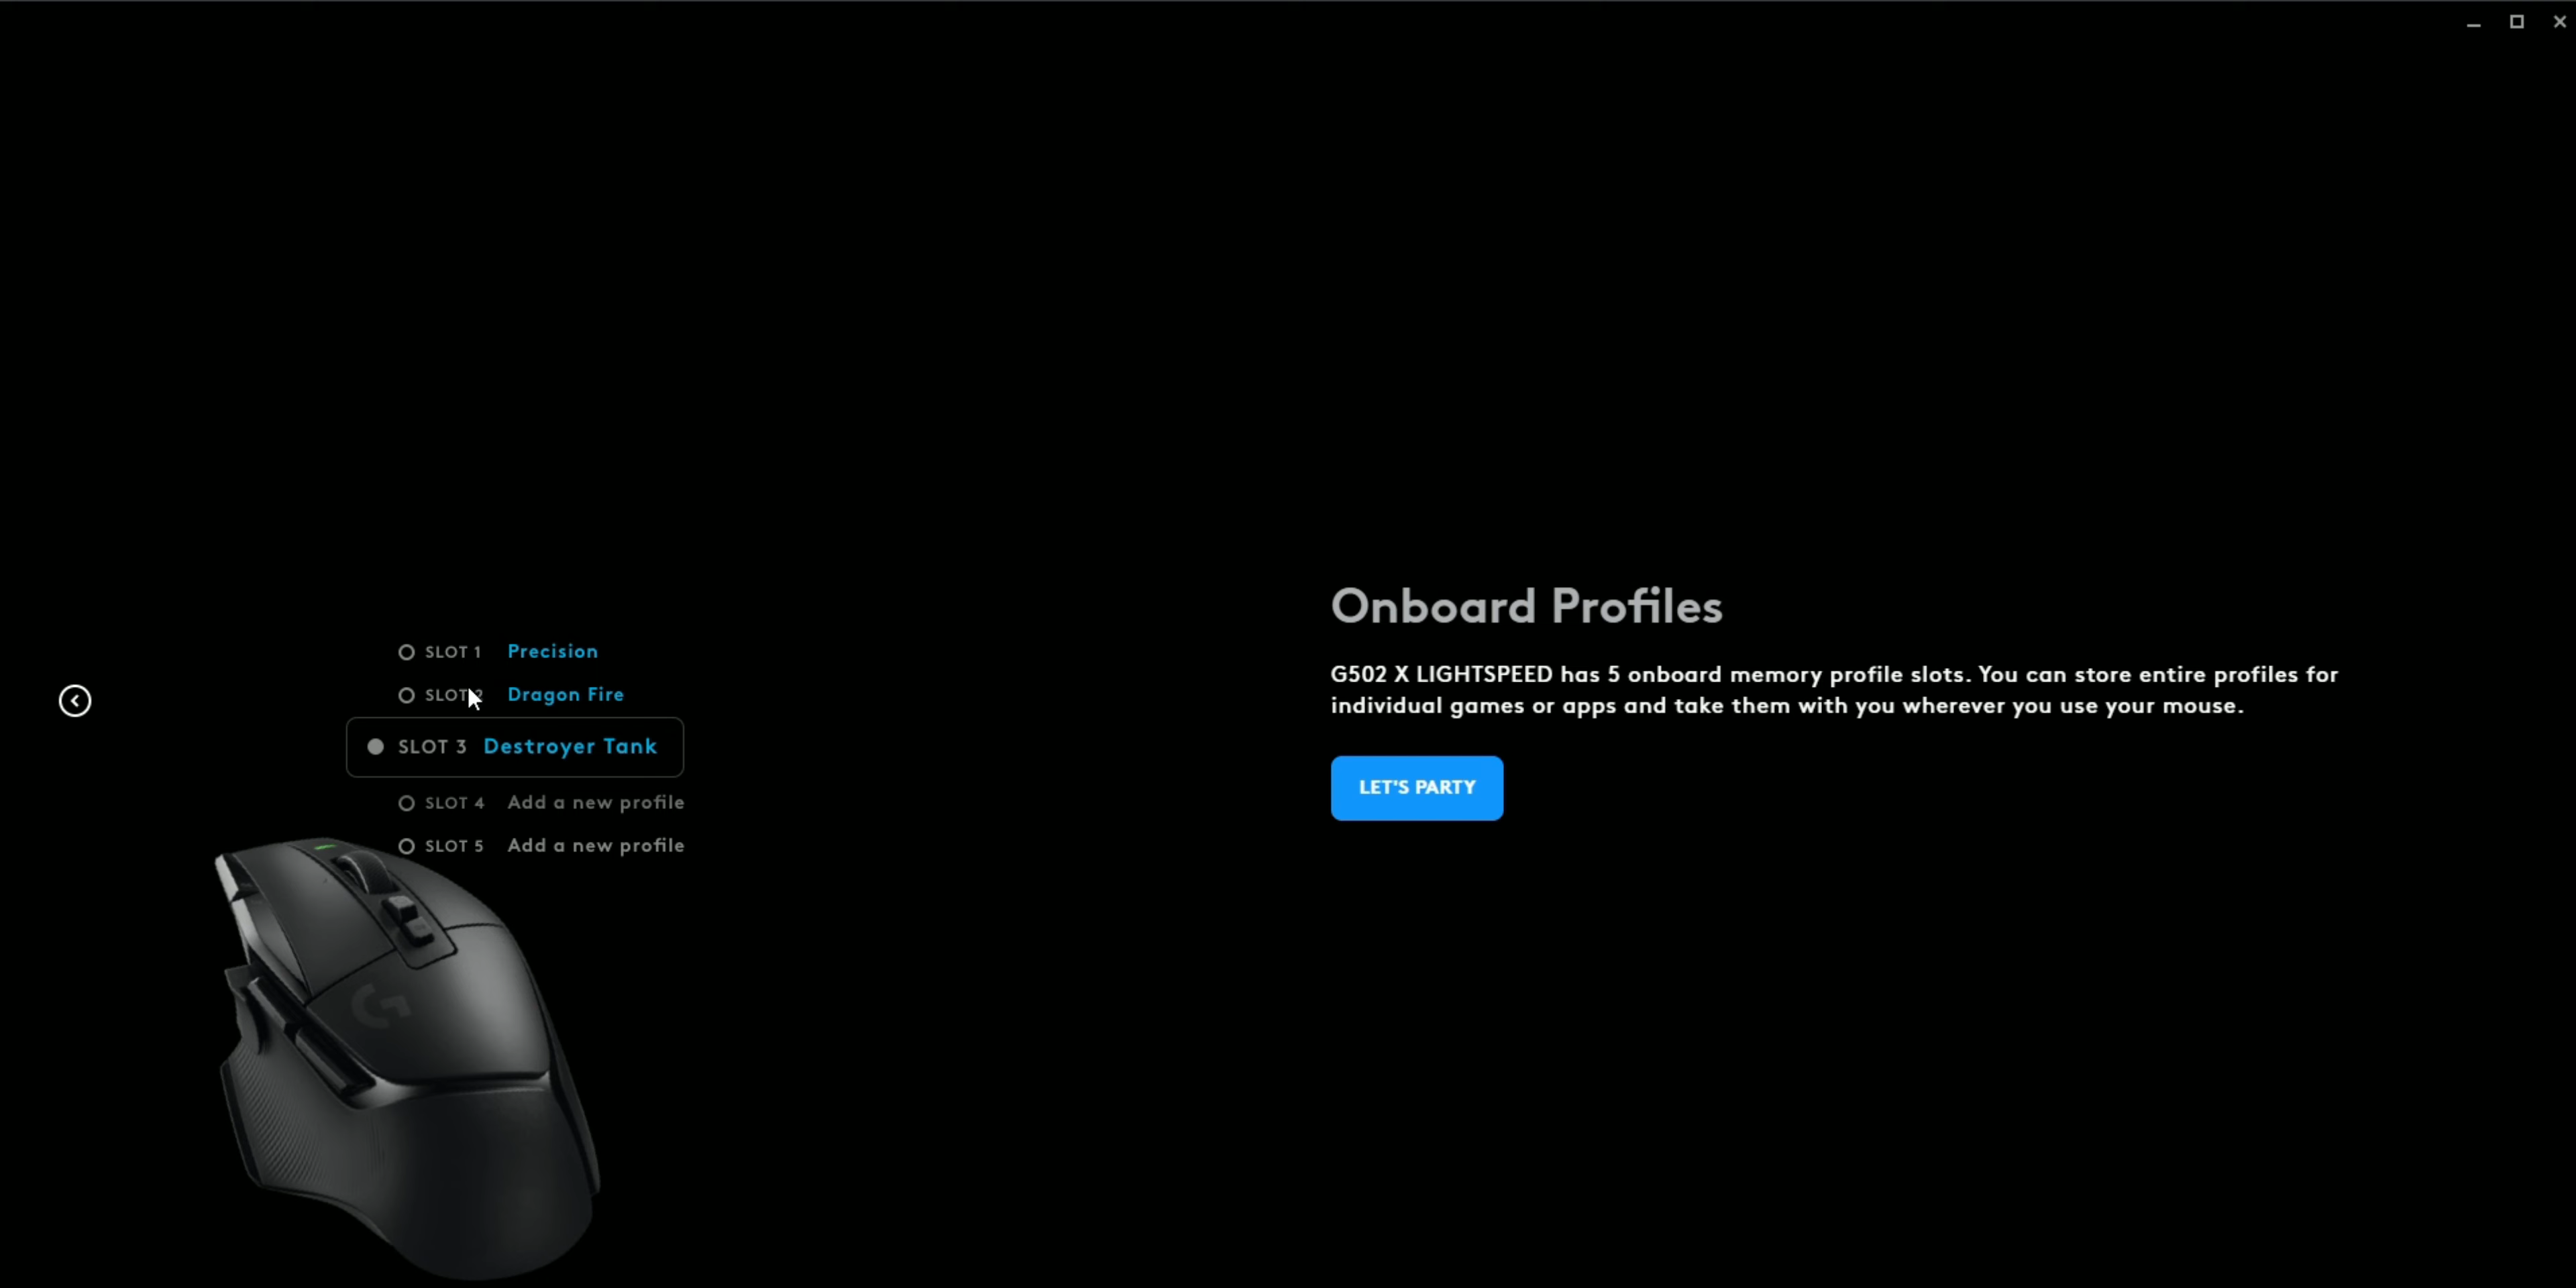 SLOT 1 Precision
SLOT 2 Dragon Fire
SLOT 3 Destroyer Tank
SLOT 4 Add a new profile
SLOT 5 Add a new profile
Onboard Profiles
G502 X LIGHTSPEED has 5 onboard memory profile slots. You can store entire profiles for
individual games or apps and take them with you wherever you use your mouse.
LET'S PARTY